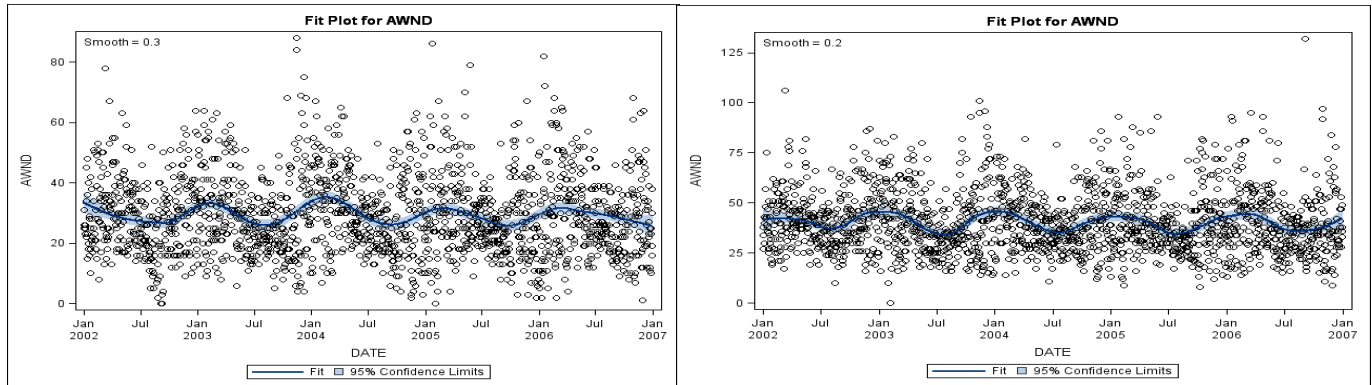 Fit Plot for AWND
Smooth = 0.3
80
60
40
20
0
AWND
Jan 2002
Jul
Jan 2003
Jul
Jan 2004
Jul
Jan 2005
Jul
Jan 2006
Jul
Jan 2007
DATE
Fit 95% Confidence Limits
Fit Plot for AWND
Smooth = 0.2
125
100
75
50
25
0
AWND
Jan 2002
Jul
Jan 2003
Jul
Jan 2004
Jul
Jan 2005
Jul
Jan 2006
Jul
Jan 2007
DATE
Fit 95% Confidence Limits